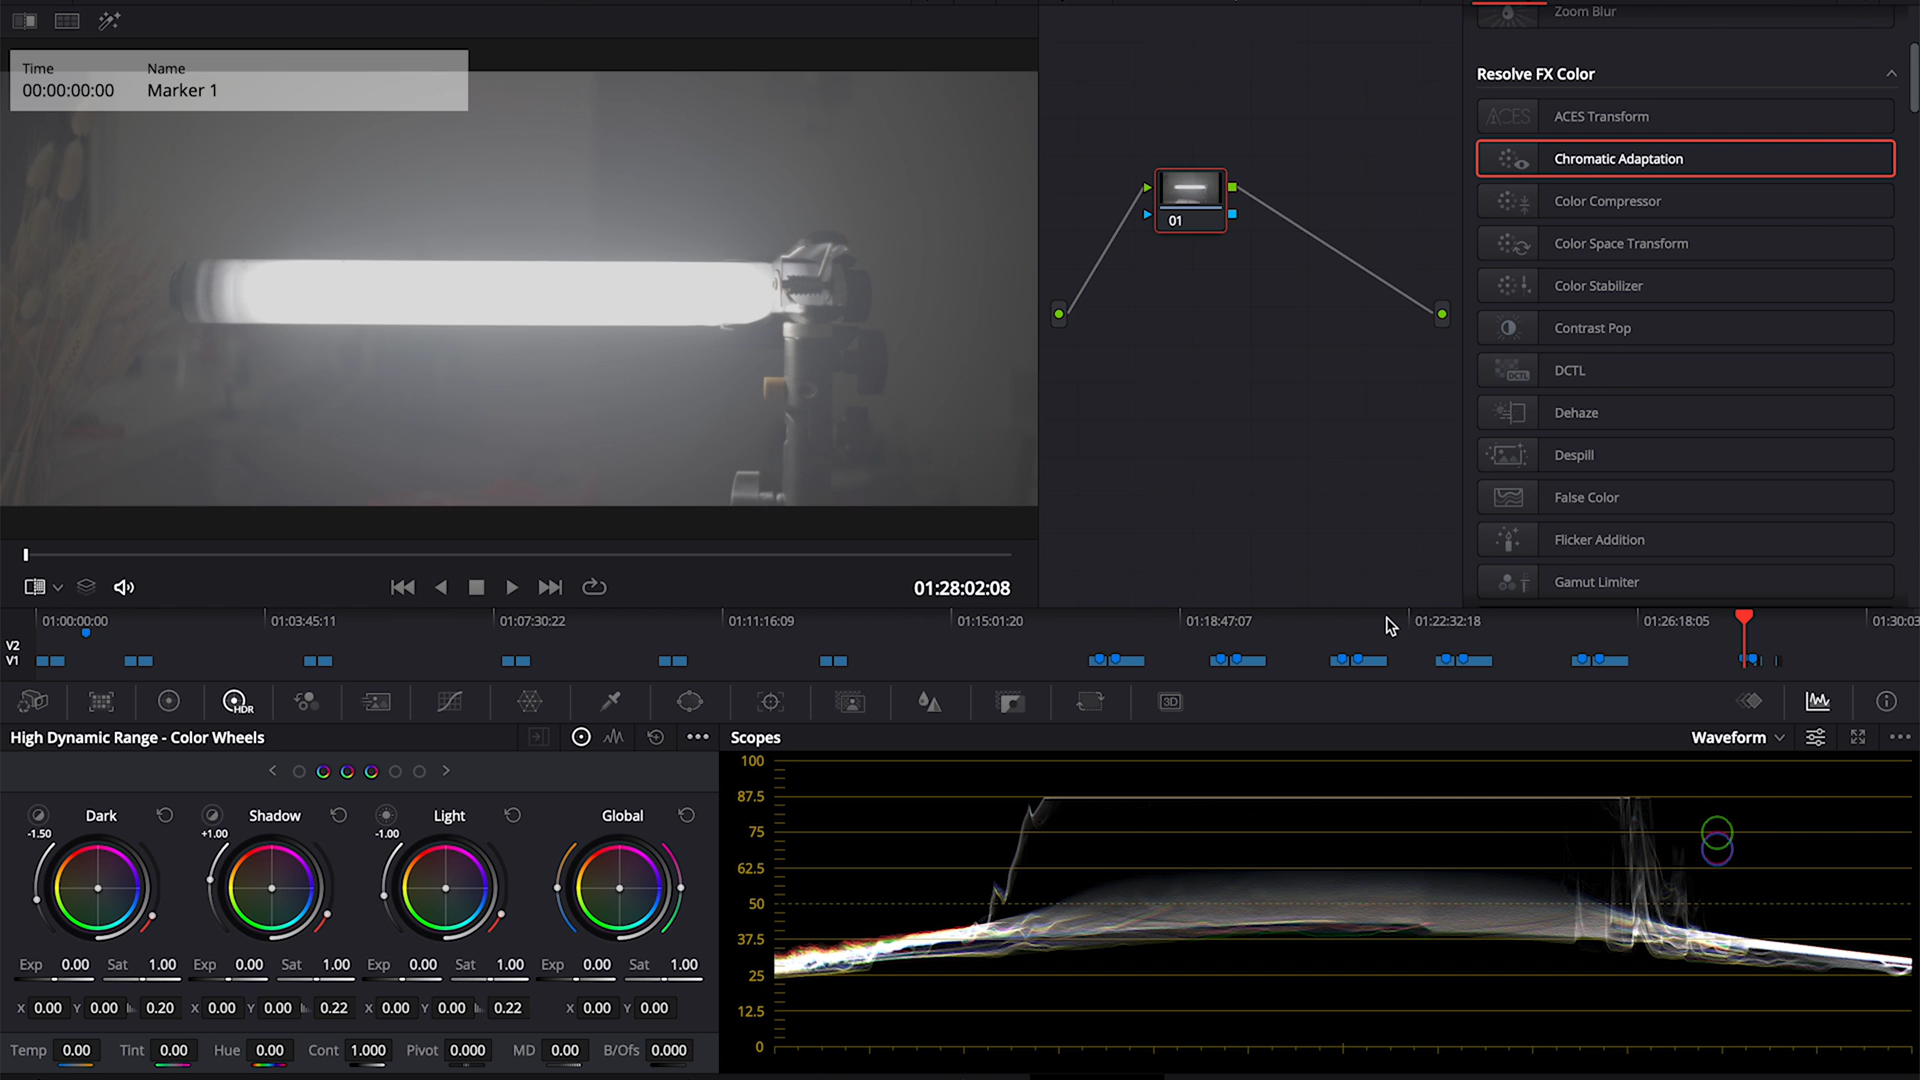 Time Name
00:00:00:00 Marker 1
01
01:28:02:08
Zoom Blur
Resolve FX Color
ACES ACES Transform
Chromatic Adaptation
Color Compressor
Color Space Transform
Color Stabilizer
Contrast Pop
DCTL DCTL
Dehaze
Despill
False Color
Flicker Addition
Gamut Limiter
01:00:00:00 01:03:45:11 01:07:30:22 01:11:16:09 01:15:01:20 01:18:47:07 01:22:32:18 01:26:18:05 01:30:03
V2
V1
HDR 3D
High Dynamic Range - Color Wheels
Dark Shadow Light Global
-1.50 +1.00 -1.00
Exp 0.00 Sat 1.00 Exp 0.00 Sat 1.00 Exp 0.00 Sat 1.00 Exp 0.00 Sat 1.00
X 0.00 Y 0.00 0.20 X 0.00 Y 0.00 0.22 X 0.00 Y 0.00 0.22 X 0.00 Y 0.00
Temp 0.00 Tint 0.00 Hue 0.00 Cont 1.000 Pivot 0.000 MD 0.00 B/Ofs 0.000
Scopes Waveform
100
87.5
75
62.5
50
37.5
25
12.5
0